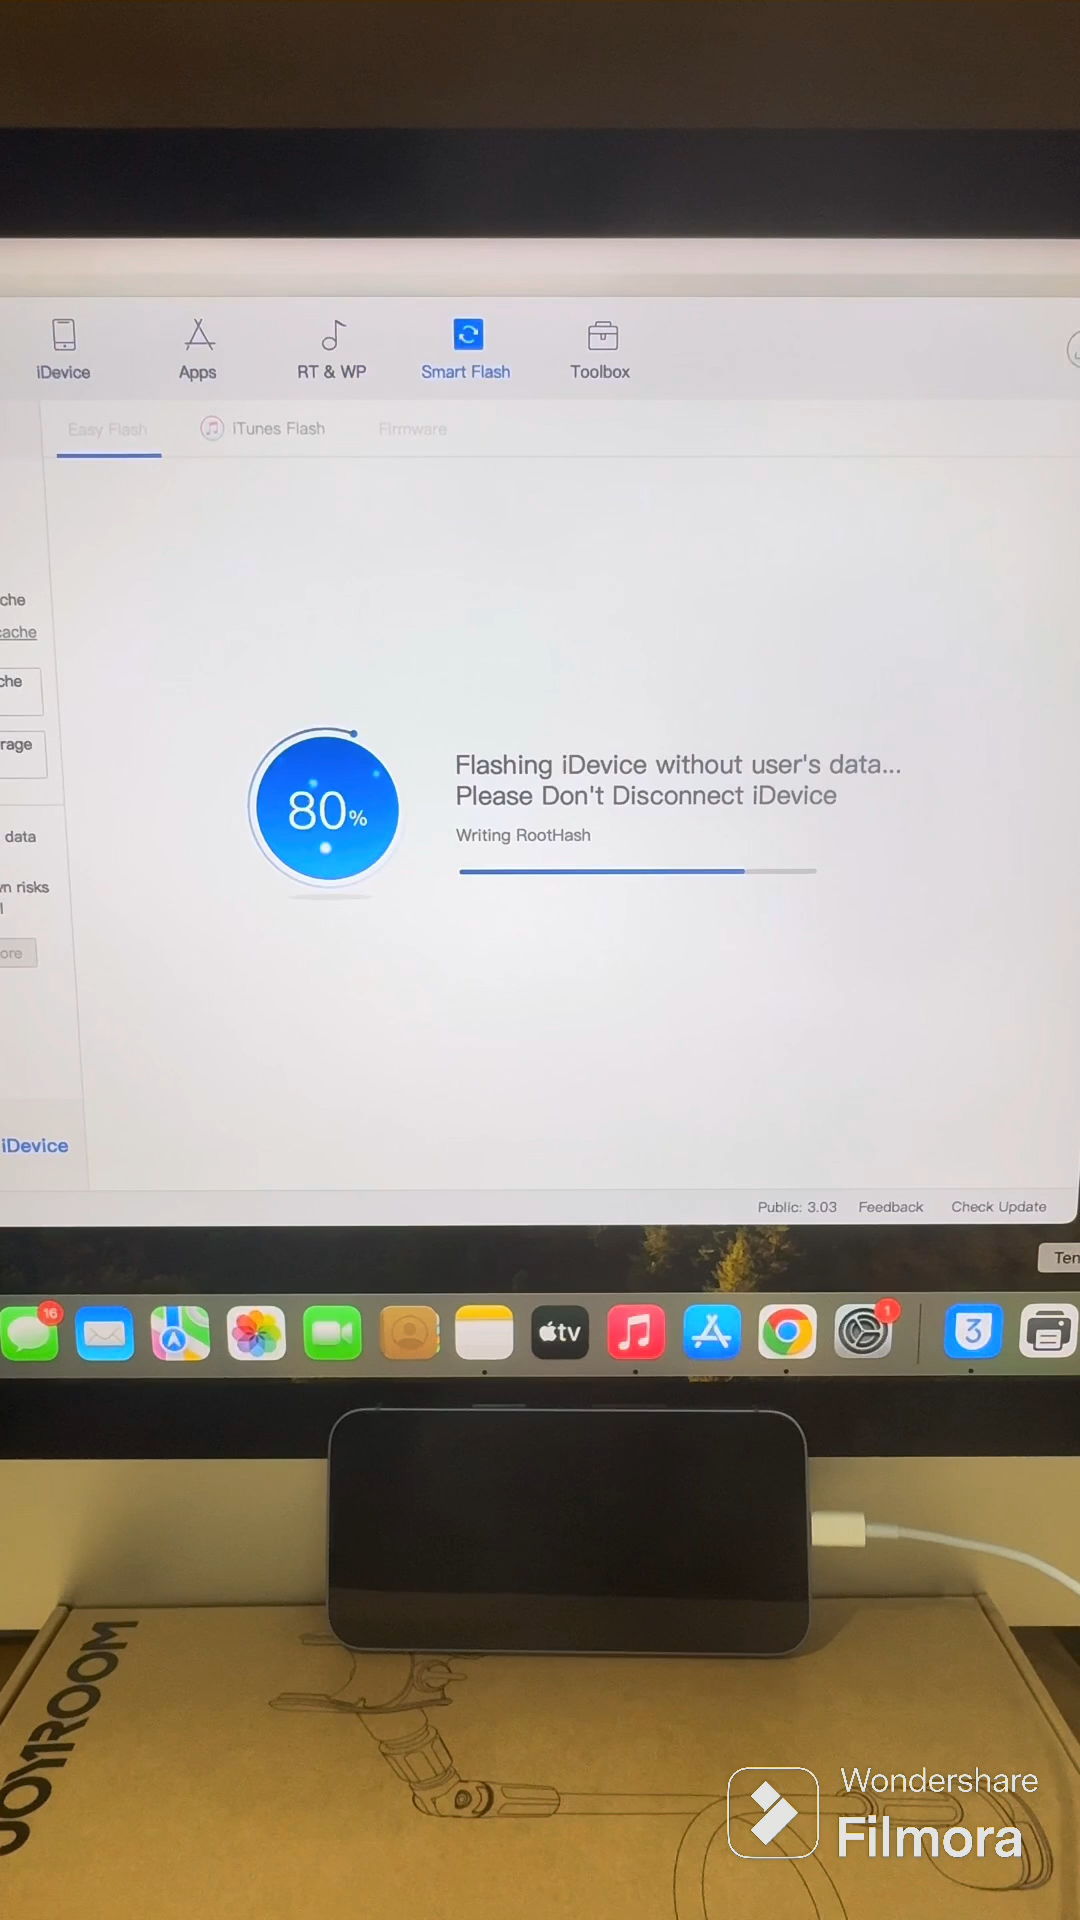 iDevice
Apps
RT & WP
Smart Flash
Toolbox
Easy Flash
iTunes Flash
Firmware
che
cache
che
rage
data
vn risks
ore
iDevice
80%
Flashing iDevice without user's data...
Please Don't Disconnect iDevice
Writing RootHash
Public: 3.03
Feedback
Check Update
Ten
16
tv
1
3
JOYROOM
Wondershare
Filmora